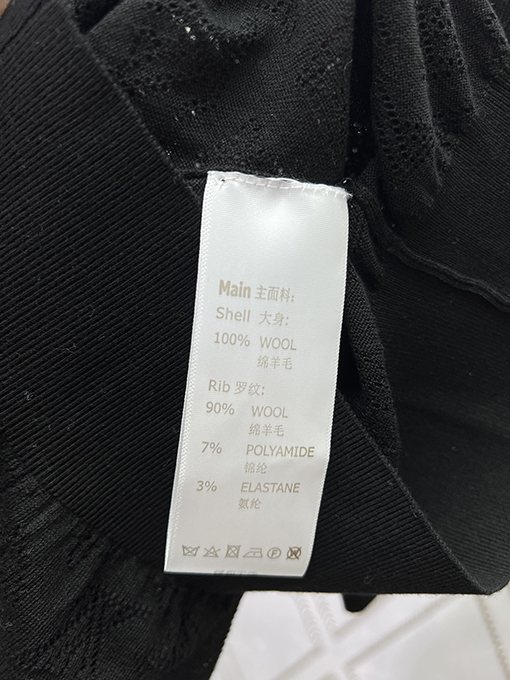 Main 主面料:
Shell 大身:
100% WOOL
绵羊毛
Rib 罗纹:
90% WOOL
绵羊毛
7% POLYAMIDE
锦纶
3% ELASTANE
氨纶